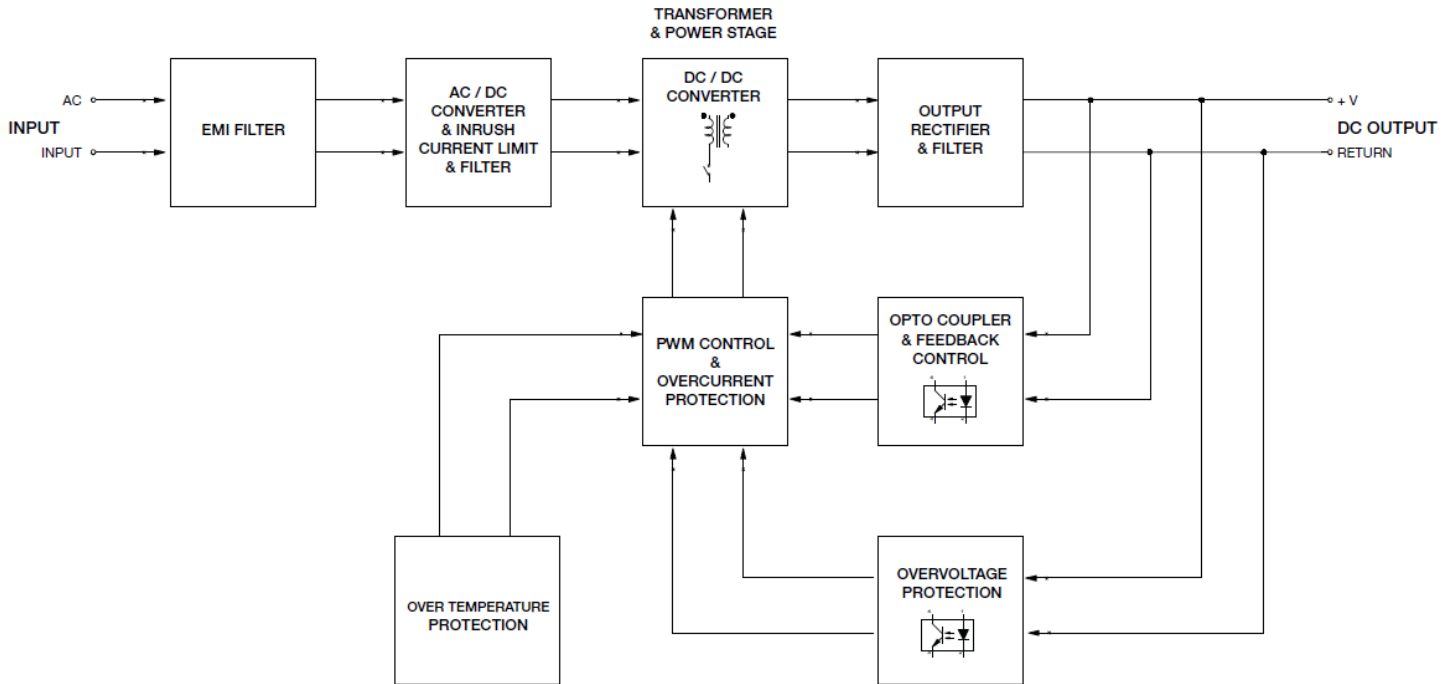 TRANSFORMER
& POWER STAGE
INPUT
AC
INPUT
EMI FILTER
AC / DC
CONVERTER
& INRUSH
CURRENT LIMIT
& FILTER
DC / DC
CONVERTER
OUTPUT
RECTIFIER
& FILTER
+ V
DC OUTPUT
RETURN
PWM CONTROL
&
OVERCURRENT
PROTECTION
OPTO COUPLER
& FEEDBACK
CONTROL
OVER TEMPERATURE
PROTECTION
OVERVOLTAGE
PROTECTION